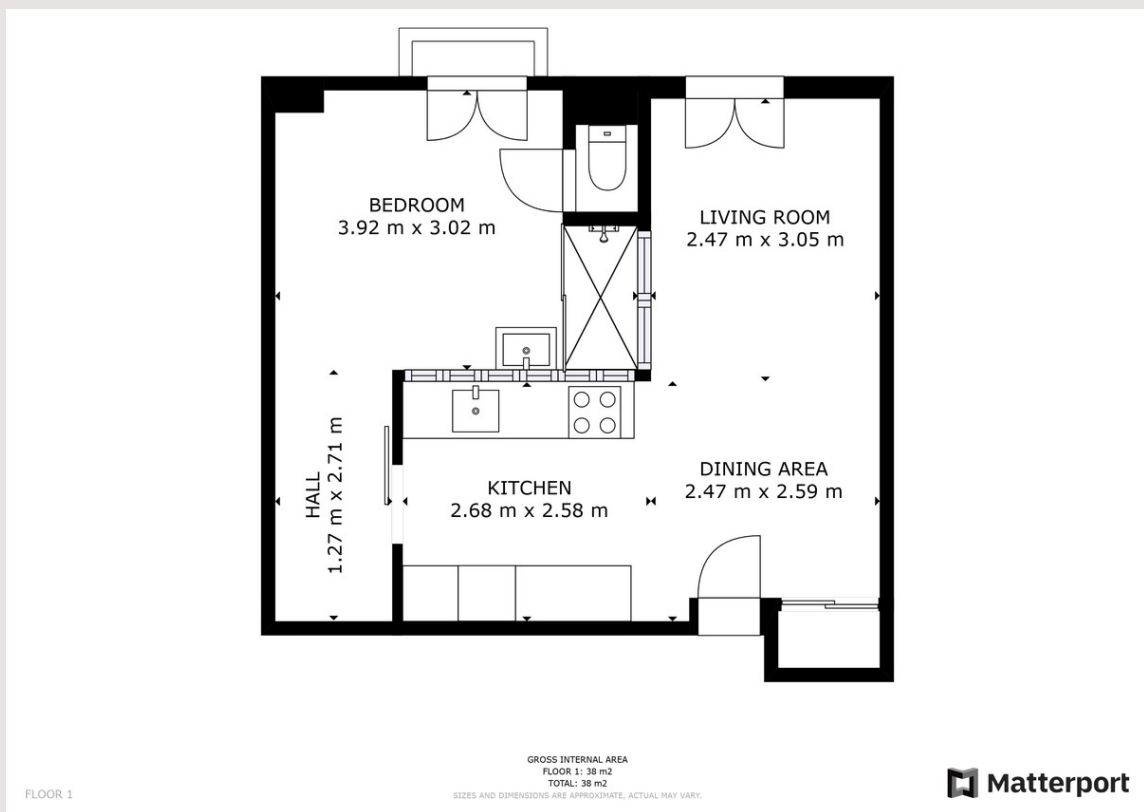 BEDROOM
3.92 m x 3.02 m
LIVING ROOM
2.47 m x 3.05 m
HALL
1.27 m x 2.71 m
KITCHEN
2.68 m x 2.58 m
DINING AREA
2.47 m x 2.59 m
GROSS INTERNAL AREA
FLOOR 1: 38 m2
TOTAL: 38 m2
SIZES AND DIMENSIONS ARE APPROXIMATE, ACTUAL MAY VARY.
FLOOR 1
Matterport